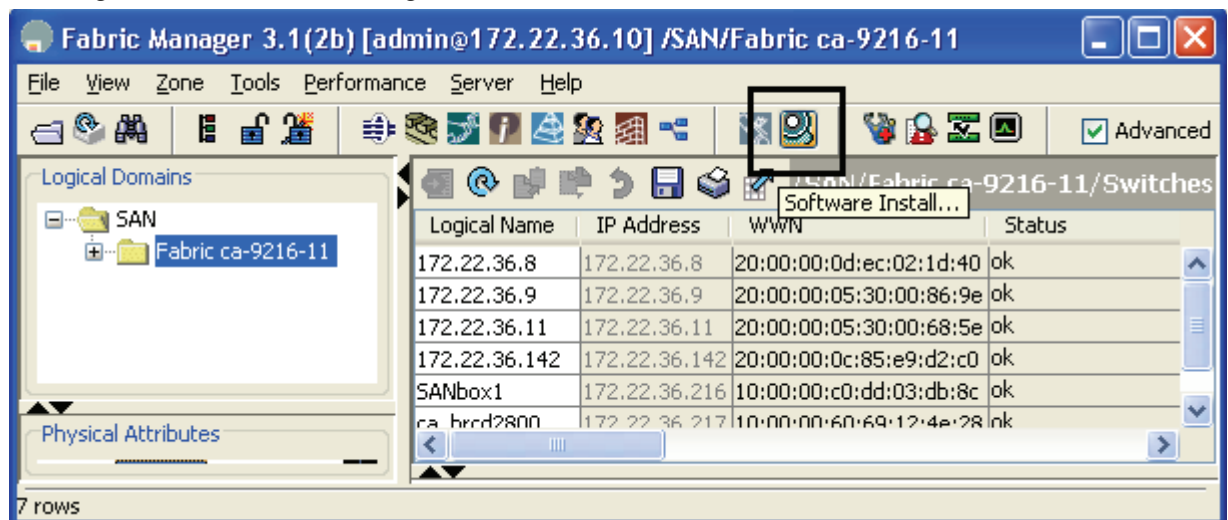 Fabric Manager 3.1(2b) [admin@172.22.36.10] /SAN/Fabric ca-9216-11
File View Zone Tools Performance Server Help
Advanced
Logical Domains
/SAN/Fabric ca-9216-11/Switches
Software Install...
SAN
Fabric ca-9216-11
Logical Name IP Address WWN Status
172.22.36.8 172.22.36.8 20:00:00:0d:ec:02:1d:40 ok
172.22.36.9 172.22.36.9 20:00:00:05:30:00:86:9e ok
172.22.36.11 172.22.36.11 20:00:00:05:30:00:68:5e ok
172.22.36.142 172.22.36.142 20:00:00:0c:85:e9:d2:c0 ok
SANbox1 172.22.36.216 10:00:00:c0:dd:03:db:8c ok
ca_brcd2800 172.22.36.217 10:00:00:60:69:12:4e:28 ok
Physical Attributes
7 rows